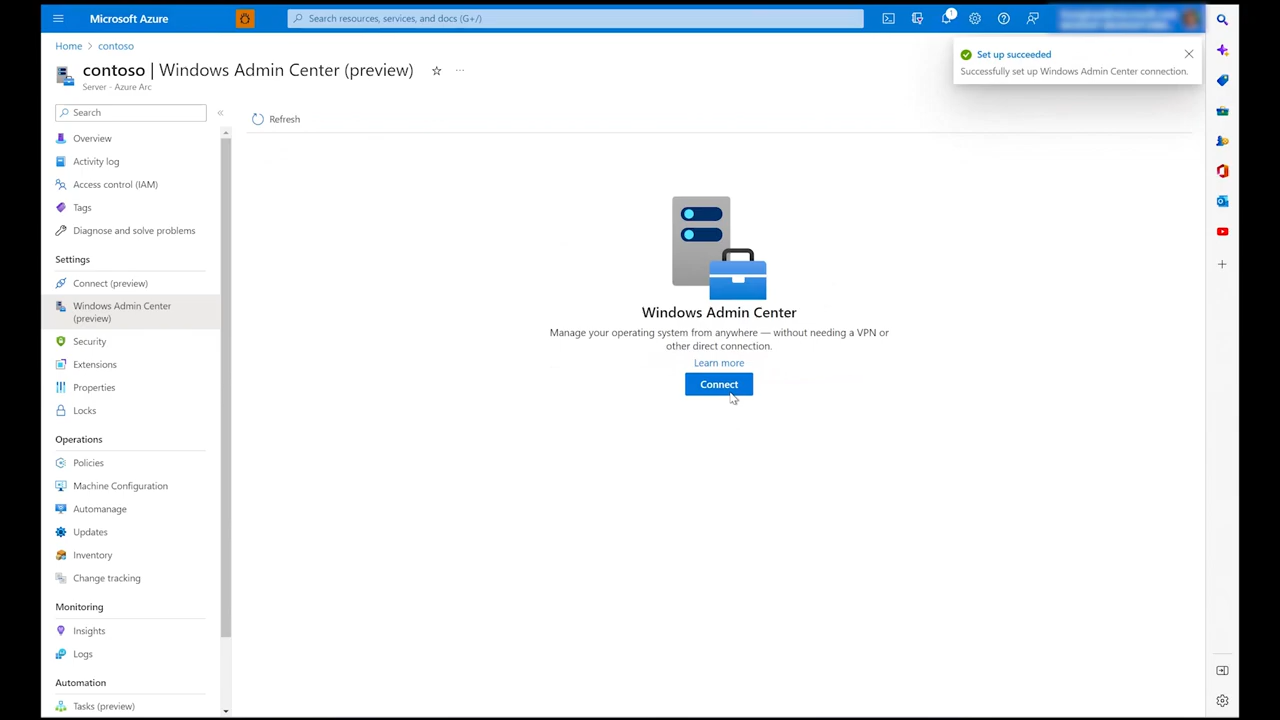 Microsoft Azure
Search resources, services, and docs (G+/)
1
Home > contoso
contoso | Windows Admin Center (preview)
Server - Azure Arc
Set up succeeded
Successfully set up Windows Admin Center connection.
Search
Refresh
Overview
Activity log
Access control (IAM)
Tags
Diagnose and solve problems
Settings
Connect (preview)
Windows Admin Center
(preview)
Security
Extensions
Properties
Locks
Operations
Policies
Machine Configuration
Automanage
Updates
Inventory
Change tracking
Monitoring
Insights
Logs
Automation
Tasks (preview)
Windows Admin Center
Manage your operating system from anywhere — without needing a VPN or
other direct connection.
Learn more
Connect